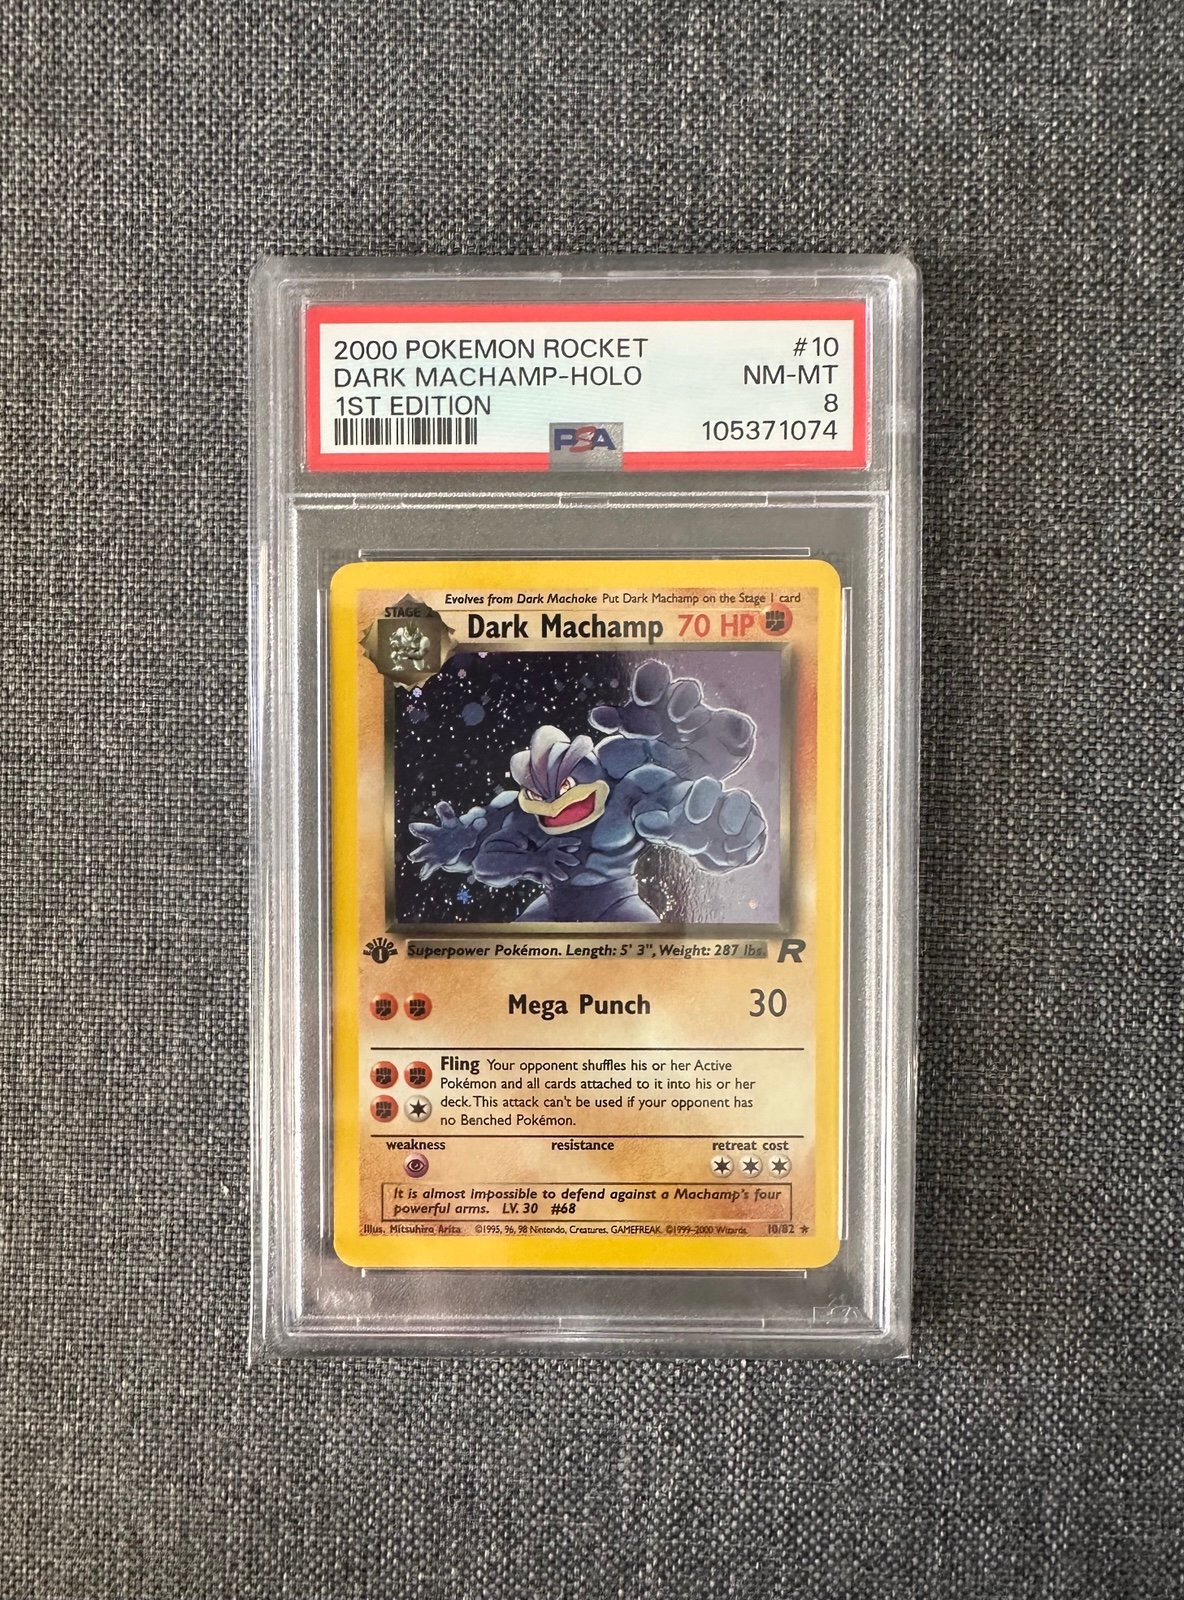 2000 POKEMON ROCKET #10
DARK MACHAMP-HOLO NM-MT
1ST EDITION 8
PSA 105371074
Evolves from Dark Machoke Put Dark Machamp on the Stage 1 card
STAGE 2
Dark Machamp 70 HP
EDITION 1
Superpower Pokémon. Length: 5' 3", Weight: 287 lbs. R
Mega Punch 30
Fling Your opponent shuffles his or her Active
Pokémon and all cards attached to it into his or her
deck. This attack can't be used if your opponent has
no Benched Pokémon.
weakness resistance retreat cost
It is almost impossible to defend against a Machamp's four
powerful arms. LV. 30 #68
Illus. Mitsuhiro Arita ©1995, 96, 98 Nintendo, Creatures, GAMEFREAK. ©1999-2000 Wizards. 10/82 ★
PSA